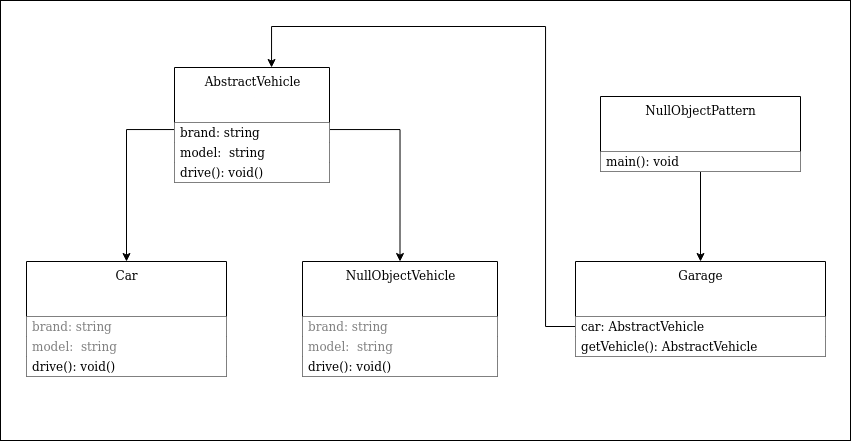 AbstractVehicle
brand: string
model:  string
drive(): void()
NullObjectPattern
main(): void
Car
brand: string
model:  string
drive(): void()
NullObjectVehicle
brand: string
model:  string
drive(): void()
Garage
car: AbstractVehicle
getVehicle(): AbstractVehicle